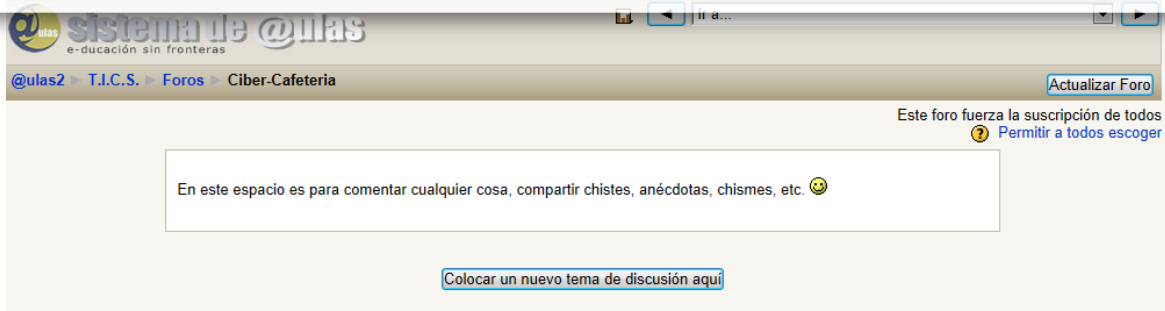 @ulas sistema de @ulas
e-ducación sin fronteras
◄ Ir a... ►
@ulas2 ► T.I.C.S. ► Foros ► Ciber-Cafeteria
Actualizar Foro
Este foro fuerza la suscripción de todos
? Permitir a todos escoger
En este espacio es para comentar cualquier cosa, compartir chistes, anécdotas, chismes, etc.
Colocar un nuevo tema de discusión aquí